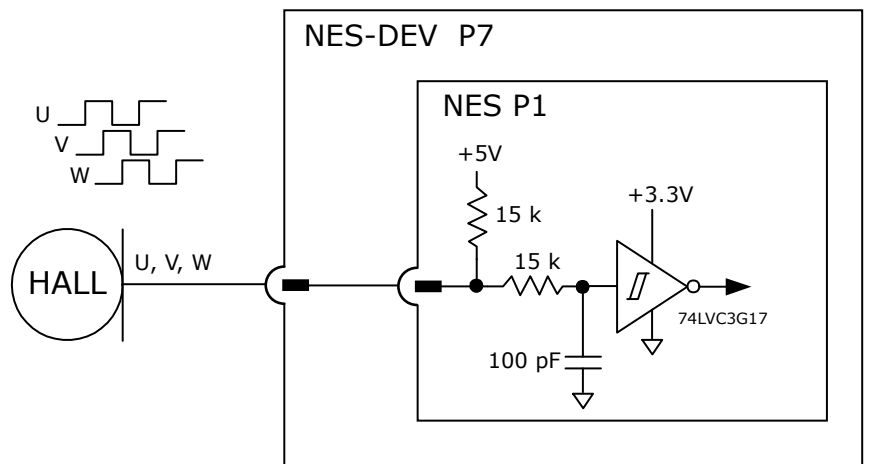 NES-DEV P7
NES P1
U
V
W
+5V
15 k
+3.3V
15 k
HALL
U, V, W
74LVC3G17
100 pF